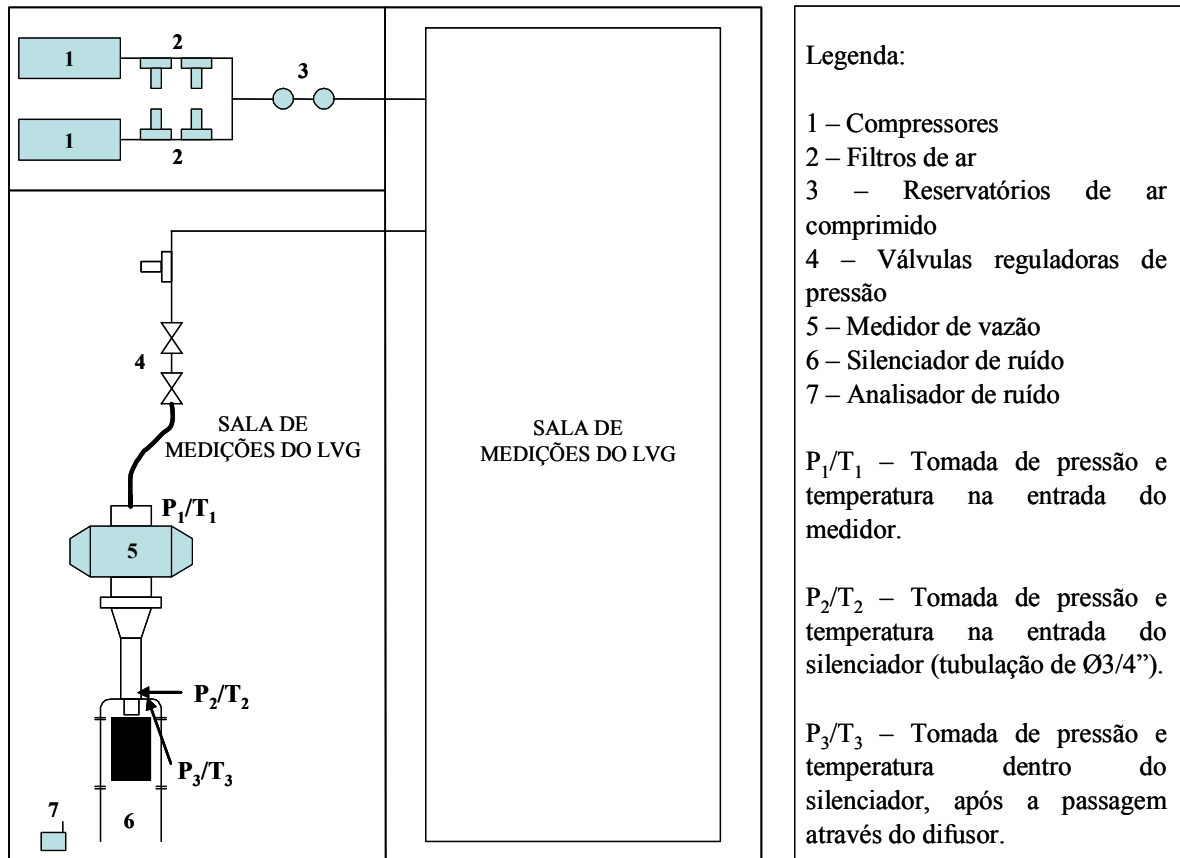 1
2
3
1
2
4
SALA DE
MEDIÇÕES DO LVG
P1/T1
5
P2/T2
P3/T3
7
6
SALA DE
MEDIÇÕES DO LVG
Legenda:
1 – Compressores
2 – Filtros de ar
3 – Reservatórios de ar
comprimido
4 – Válvulas reguladoras de
pressão
5 – Medidor de vazão
6 – Silenciador de ruído
7 – Analisador de ruído
P1/T1 – Tomada de pressão e
temperatura na entrada do
medidor.
P2/T2 – Tomada de pressão e
temperatura na entrada do
silenciador (tubulação de Ø3/4”).
P3/T3 – Tomada de pressão e
temperatura dentro do
silenciador, após a passagem
através do difusor.